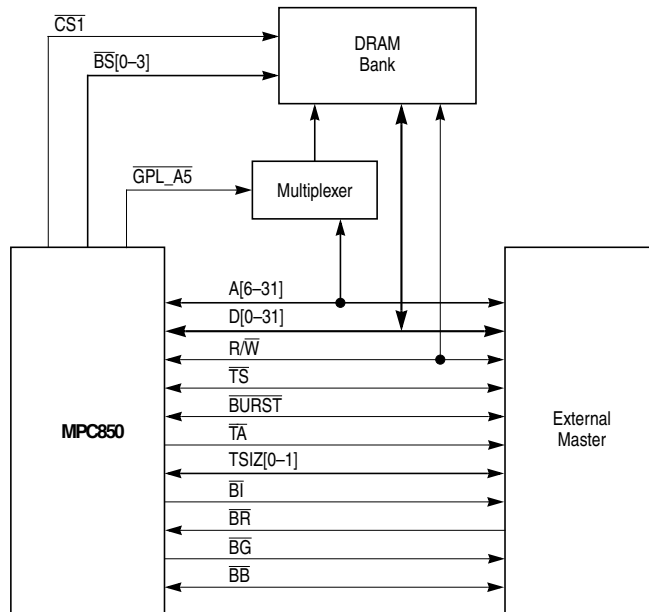 CS1
DRAM
Bank
BS[0–3]
GPL_A5
Multiplexer
A[6–31]
D[0–31]
R/W
TS
BURST
MPC850
External
Master
TA
TSIZ[0–1]
BI
BR
BG
BB